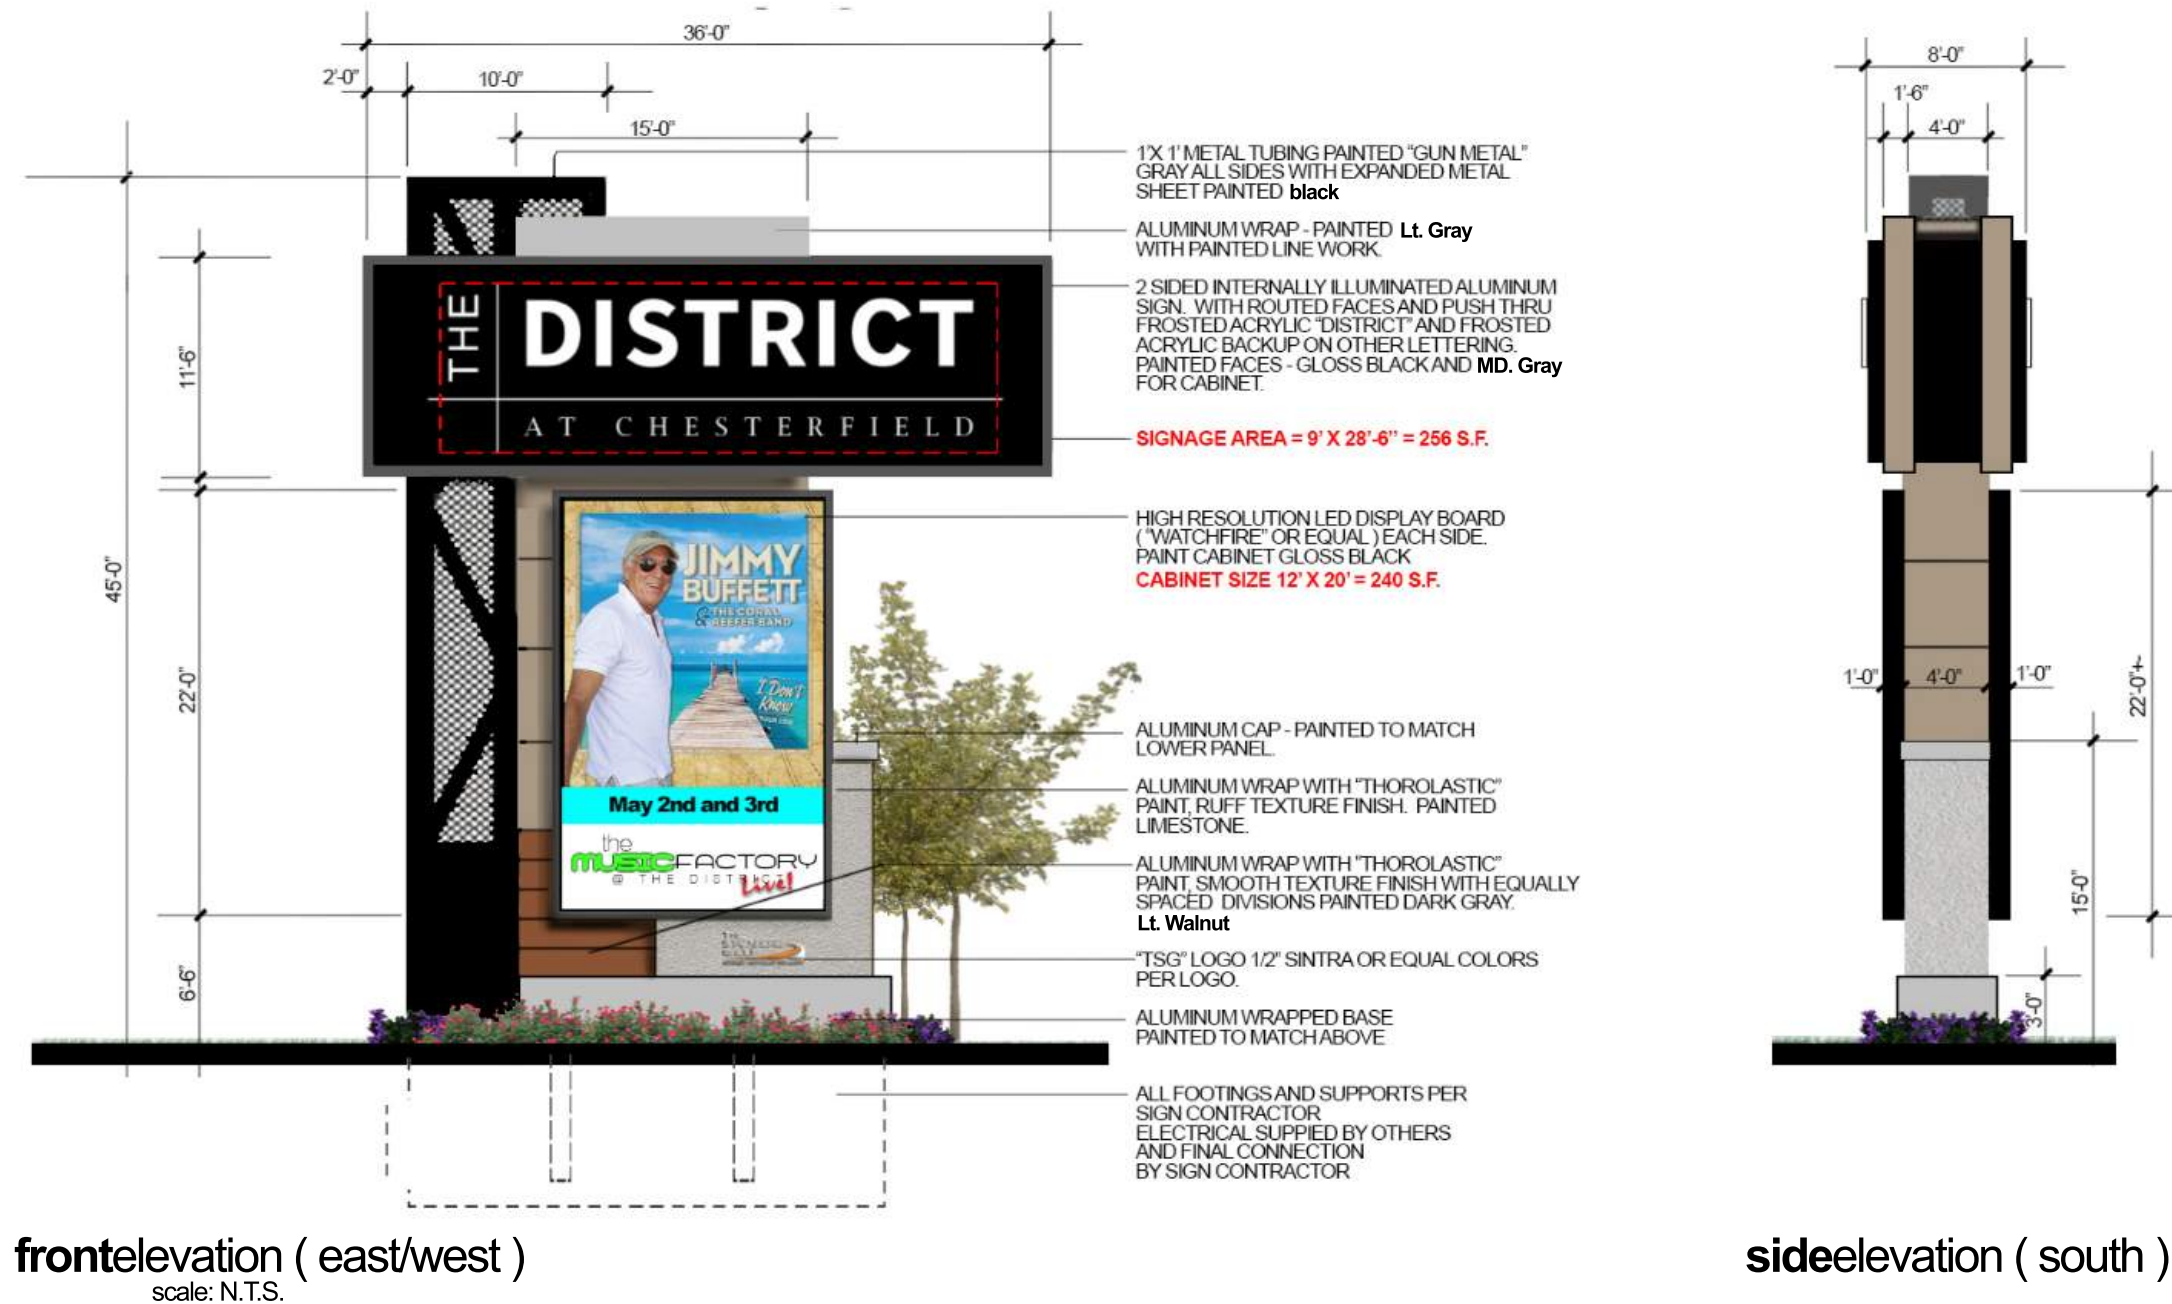 36'-0"
2'-0"
10'-0"
15'-0"
11'-6"
45'-0"
22'-0"
6'-6"
THE
DISTRICT
AT CHESTERFIELD
JIMMY
BUFFETT
& THE CORAL
REEFER BAND
I Don't
Know
May 2nd and 3rd
the
MUSICFACTORY
@ THE DISTRICT
Live!
1'X 1' METAL TUBING PAINTED “GUN METAL”
GRAY ALL SIDES WITH EXPANDED METAL
SHEET PAINTED black
ALUMINUM WRAP - PAINTED Lt. Gray
WITH PAINTED LINE WORK.
2 SIDED INTERNALLY ILLUMINATED ALUMINUM
SIGN. WITH ROUTED FACES AND PUSH THRU
FROSTED ACRYLIC “DISTRICT” AND FROSTED
ACRYLIC BACKUP ON OTHER LETTERING.
PAINTED FACES - GLOSS BLACK AND MD. Gray
FOR CABINET.
SIGNAGE AREA = 9' X 28'-6'' = 256 S.F.
HIGH RESOLUTION LED DISPLAY BOARD
( “WATCHFIRE” OR EQUAL ) EACH SIDE.
PAINT CABINET GLOSS BLACK
CABINET SIZE 12' X 20' = 240 S.F.
ALUMINUM CAP - PAINTED TO MATCH
LOWER PANEL.
ALUMINUM WRAP WITH “THOROLASTIC”
PAINT, RUFF TEXTURE FINISH. PAINTED
LIMESTONE.
ALUMINUM WRAP WITH “THOROLASTIC”
PAINT, SMOOTH TEXTURE FINISH WITH EQUALLY
SPACED DIVISIONS PAINTED DARK GRAY.
Lt. Walnut
“TSG” LOGO 1/2” SINTRA OR EQUAL COLORS
PER LOGO.
ALUMINUM WRAPPED BASE
PAINTED TO MATCH ABOVE
ALL FOOTINGS AND SUPPORTS PER
SIGN CONTRACTOR
ELECTRICAL SUPPIED BY OTHERS
AND FINAL CONNECTION
BY SIGN CONTRACTOR
8'-0"
1'-6"
4'-0"
1'-0"
4'-0"
1'-0"
22'-0"+-
15'-0"
3'-0"
frontelevation ( east/west )
scale: N.T.S.
sideelevation ( south )